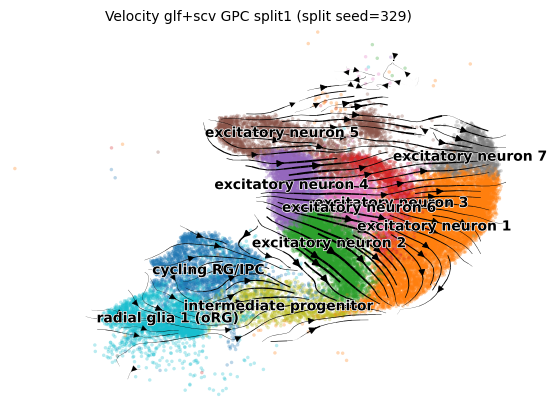 Velocity glf+scv GPC split1 (split seed=329)
excitatory neuron 5
excitatory neuron 7
excitatory neuron 4
excitatory neuron 3
excitatory neuron 6
excitatory neuron 1
excitatory neuron 2
cycling RG/IPC
intermediate progenitor
radial glia 1 (oRG)